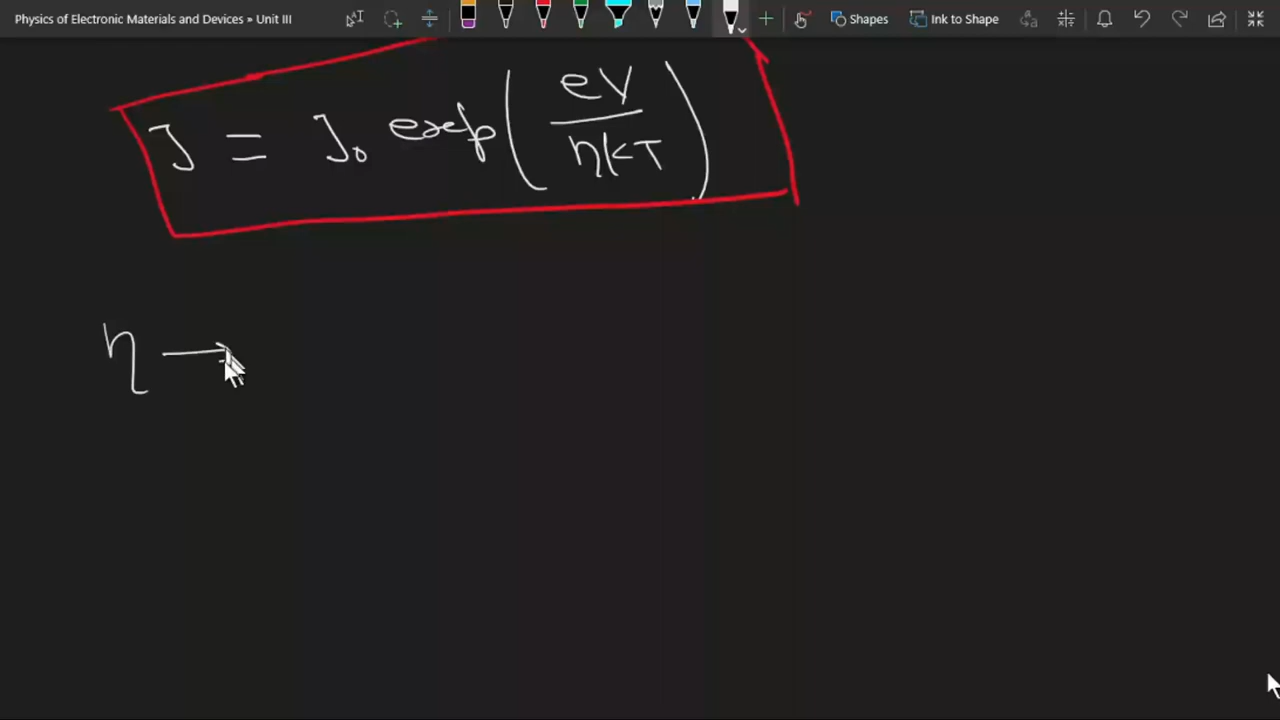 Physics of Electronic Materials and Devices » Unit III
Shapes
Ink to Shape
J = J₀ exp(eV/ηkT)
η →